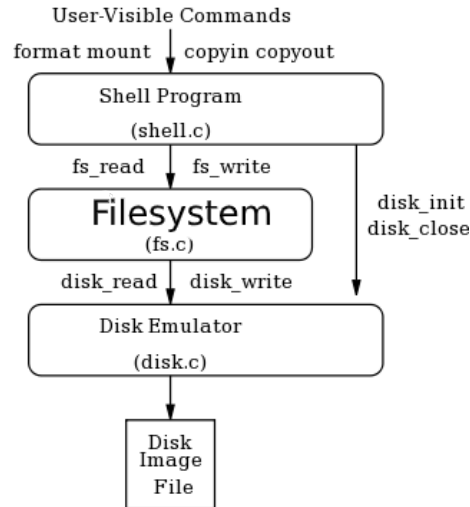 User-Visible Commands
format mount copyin copyout
Shell Program
(shell.c)
fs_read fs_write
disk_init
disk_close
Filesystem
(fs.c)
disk_read disk_write
Disk Emulator
(disk.c)
Disk
Image
File